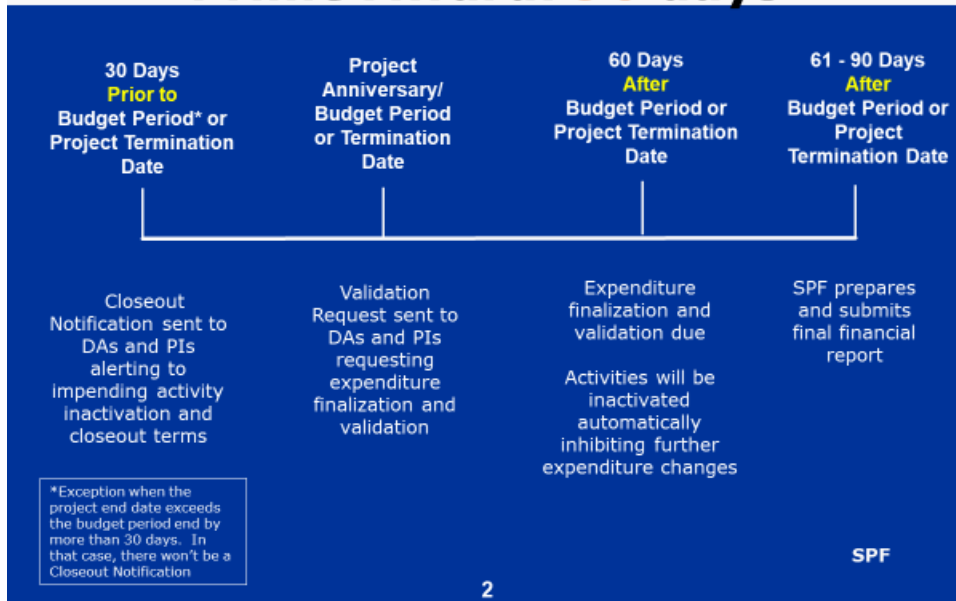 30 Days
Prior to
Budget Period* or
Project Termination
Date
Project
Anniversary/
Budget Period
or Termination
Date
60 Days
After
Budget Period or
Project Termination
Date
61 - 90 Days
After
Budget Period or
Project
Termination Date
Closeout
Notification sent to
DAs and PIs
alerting to
impending activity
inactivation and
closeout terms
Validation
Request sent to
DAs and PIs
requesting
expenditure
finalization and
validation
Expenditure
finalization and
validation due
Activities will be
inactivated
automatically
inhibiting further
expenditure changes
SPF prepares
and submits
final financial
report
*Exception when the
project end date exceeds
the budget period end by
more than 30 days. In
that case, there won't be a
Closeout Notification
SPF
2